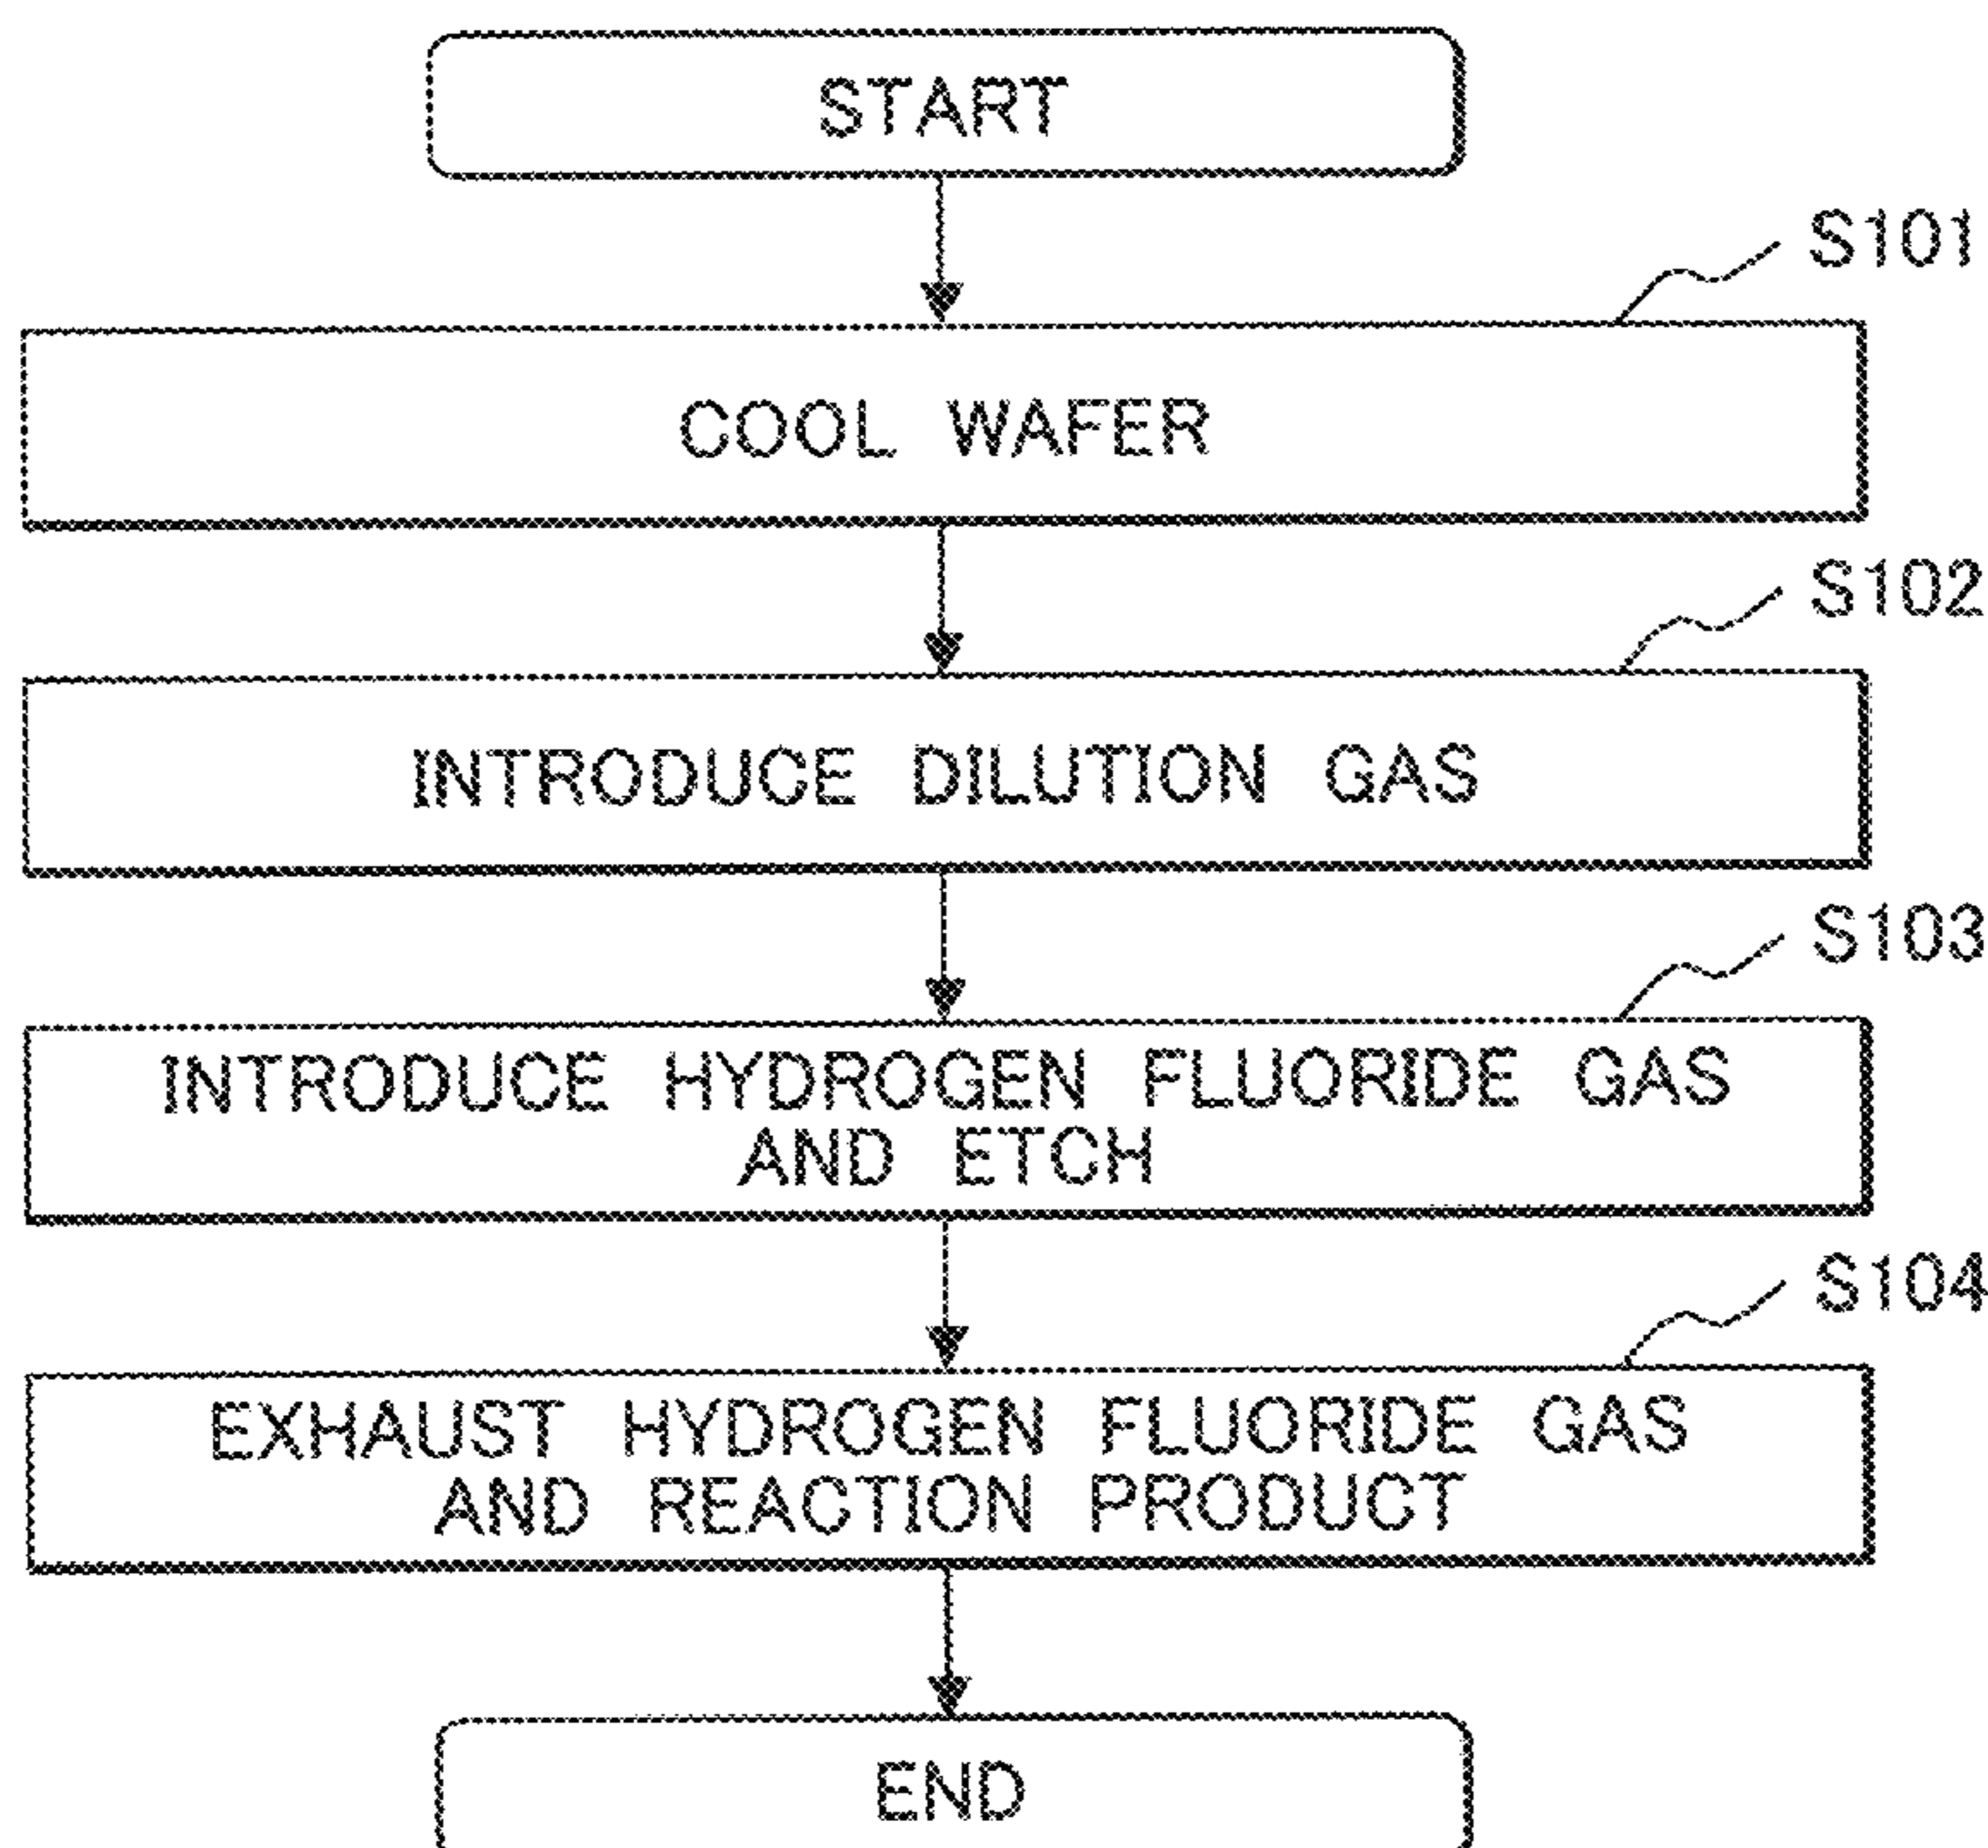 START
S101
COOL WAFER
S102
INTRODUCE DILUTION GAS
S103
INTRODUCE HYDROGEN FLUORIDE GAS
AND ETCH
S104
EXHAUST HYDROGEN FLUORIDE GAS
AND REACTION PRODUCT
END